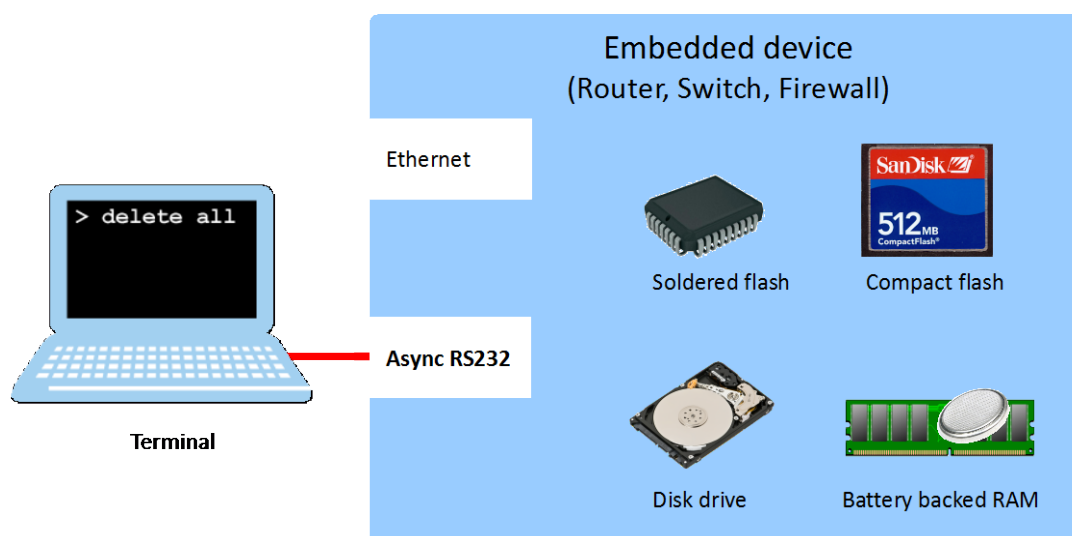 Embedded device
(Router, Switch, Firewall)
Ethernet
> delete all
SanDisk
512MB
CompactFlash®
Soldered flash
Compact flash
Async RS232
Terminal
Disk drive
Battery backed RAM